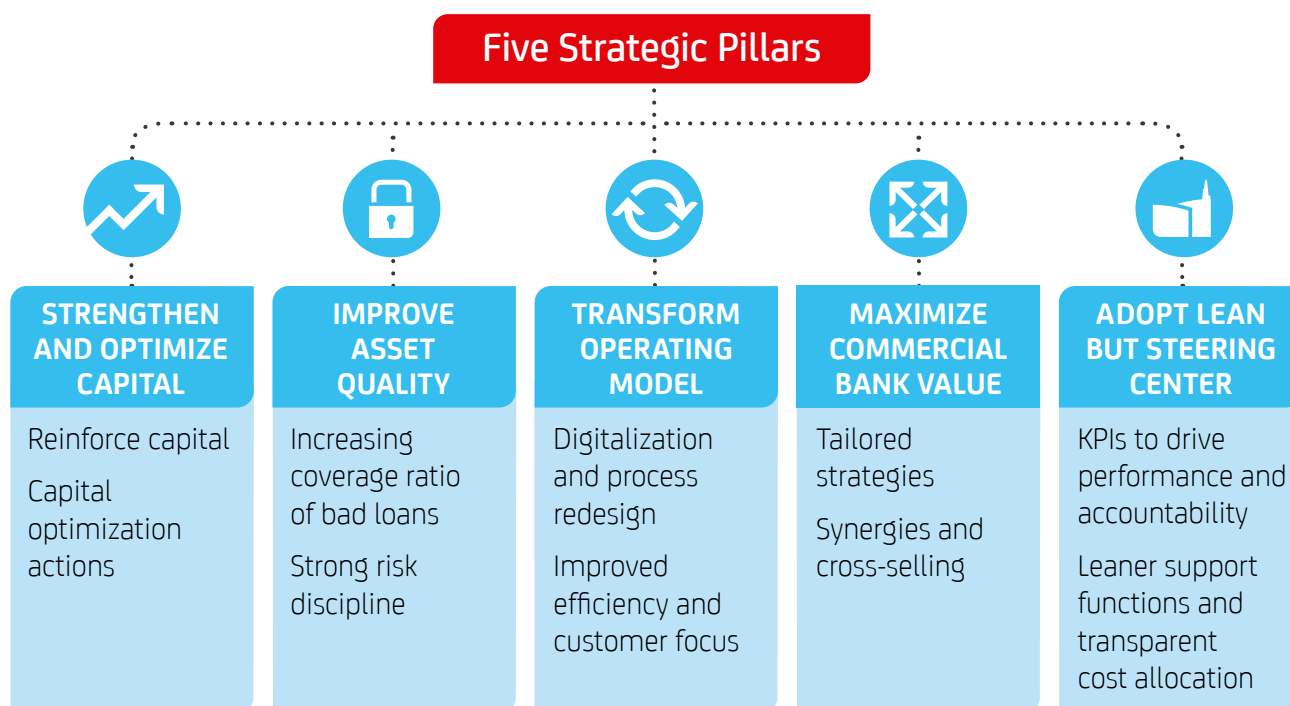 Five Strategic Pillars
STRENGTHEN
AND OPTIMIZE
CAPITAL
Reinforce capital
Capital
optimization
actions
IMPROVE
ASSET
QUALITY
Increasing
coverage ratio
of bad loans
Strong risk
discipline
TRANSFORM
OPERATING
MODEL
Digitalization
and process
redesign
Improved
efficiency and
customer focus
MAXIMIZE
COMMERCIAL
BANK VALUE
Tailored
strategies
Synergies and
cross-selling
ADOPT LEAN
BUT STEERING
CENTER
KPIs to drive
performance and
accountability
Leaner support
functions and
transparent
cost allocation